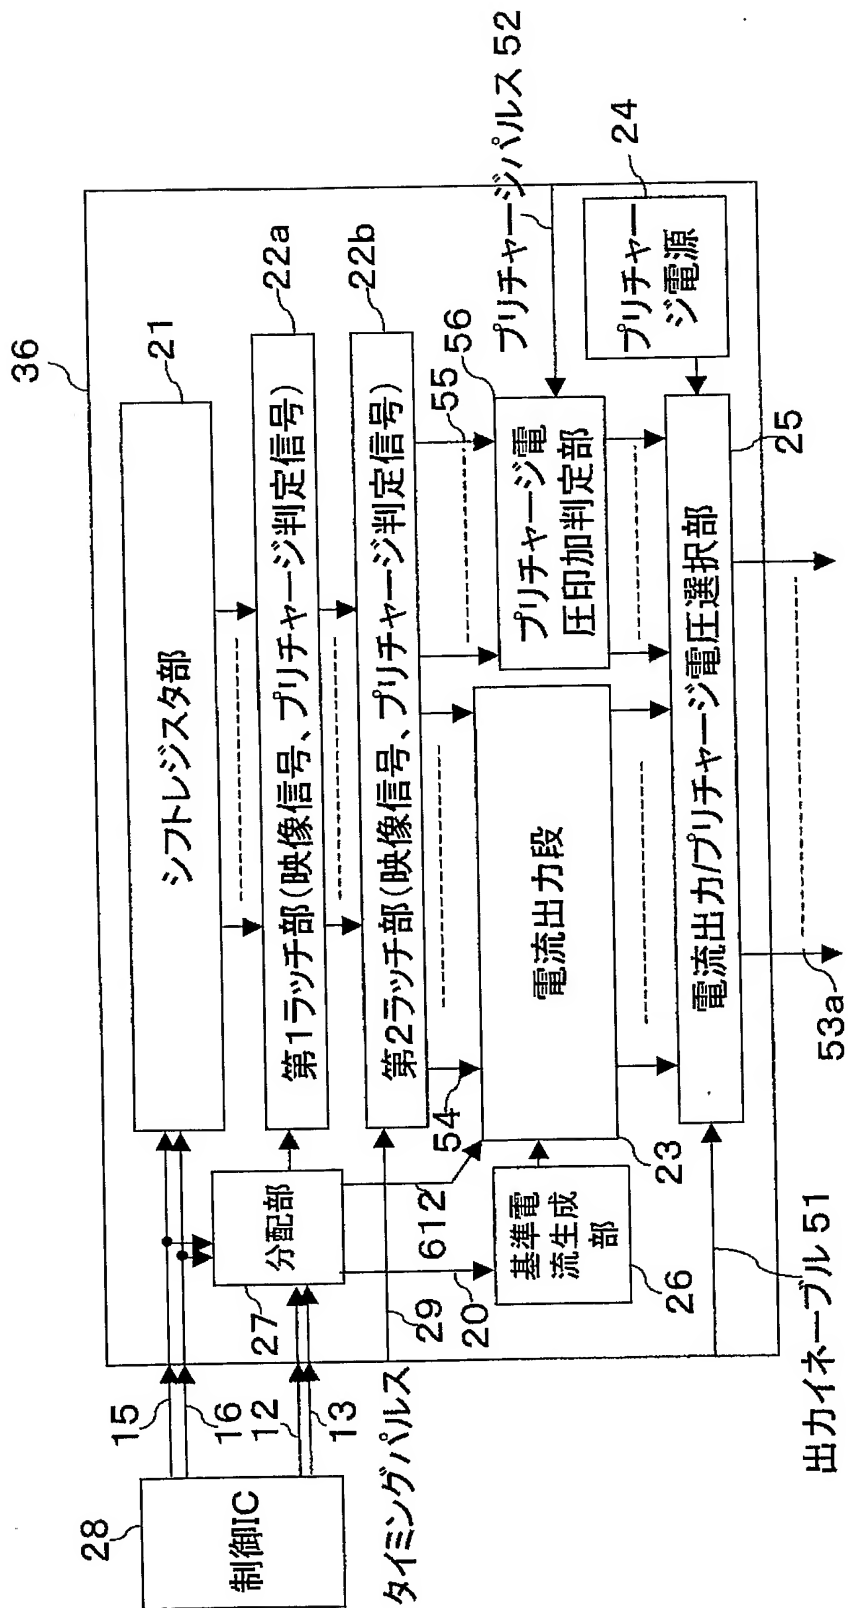 36
28
制御IC
15
16
12
13
タイミングパルス
29
シフトレジスタ部
21
分配部
27
第1ラッチ部(映像信号、プリチャージ判定信号)
22a
第2ラッチ部(映像信号、プリチャージ判定信号)
22b
612
20
54
55
56
基準電
流生成
部
26
電流出力段
23
プリチャージ電
圧印加判定部
プリチャージパルス 52
プリチャー
ジ電源
24
電流出力/プリチャージ電圧選択部
25
出力イネーブル 51
53a